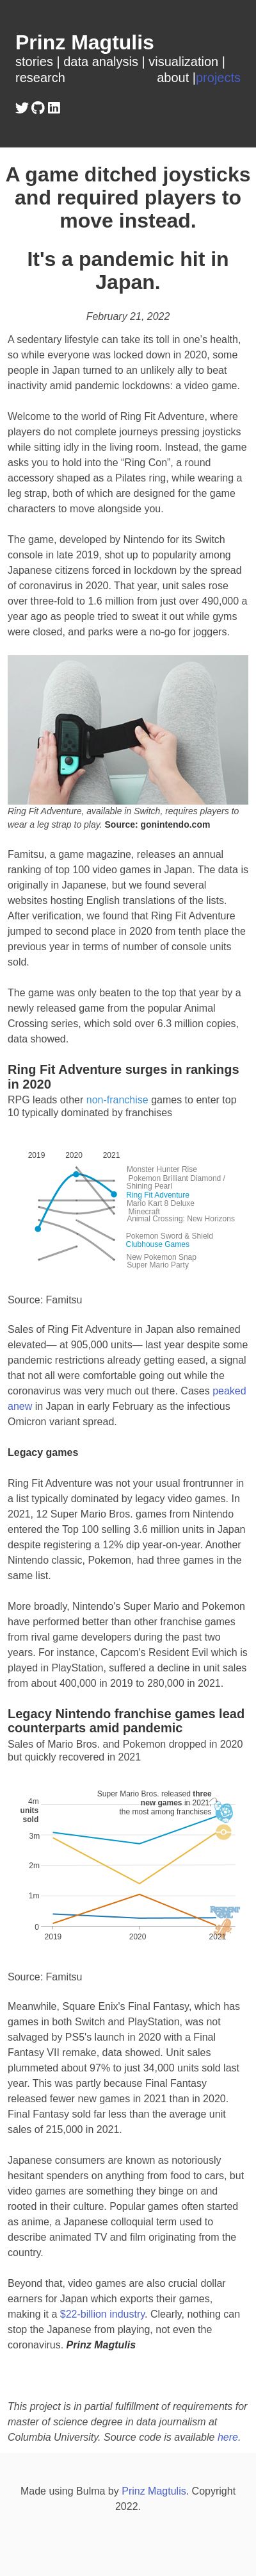 Prinz Magtulis
stories | data analysis | visualization |
research about |projects
A game ditched joysticks
and required players to
move instead.
It's a pandemic hit in
Japan.
February 21, 2022
A sedentary lifestyle can take its toll in one's health,
so while everyone was locked down in 2020, some
people in Japan turned to an unlikely ally to beat
inactivity amid pandemic lockdowns: a video game.
Welcome to the world of Ring Fit Adventure, where
players do not complete journeys pressing joysticks
while sitting idly in the living room. Instead, the game
asks you to hold into the “Ring Con”, a round
accessory shaped as a Pilates ring, while wearing a
leg strap, both of which are designed for the game
characters to move alongside you.
The game, developed by Nintendo for its Switch
console in late 2019, shot up to popularity among
Japanese citizens forced in lockdown by the spread
of coronavirus in 2020. That year, unit sales rose
over three-fold to 1.6 million from just over 490,000 a
year ago as people tried to sweat it out while gyms
were closed, and parks were a no-go for joggers.
Ring Fit Adventure, available in Switch, requires players to
wear a leg strap to play. Source: gonintendo.com
Famitsu, a game magazine, releases an annual
ranking of top 100 video games in Japan. The data is
originally in Japanese, but we found several
websites hosting English translations of the lists.
After verification, we found that Ring Fit Adventure
jumped to second place in 2020 from tenth place the
previous year in terms of number of console units
sold.
The game was only beaten to the top that year by a
newly released game from the popular Animal
Crossing series, which sold over 6.3 million copies,
data showed.
Ring Fit Adventure surges in rankings
in 2020
RPG leads other non-franchise games to enter top
10 typically dominated by franchises
2019 2020 2021
Monster Hunter Rise
Pokemon Brilliant Diamond /
Shining Pearl
Ring Fit Adventure
Mario Kart 8 Deluxe
Minecraft
Animal Crossing: New Horizons
Pokemon Sword & Shield
Clubhouse Games
New Pokemon Snap
Super Mario Party
Source: Famitsu
Sales of Ring Fit Adventure in Japan also remained
elevated— at 905,000 units— last year despite some
pandemic restrictions already getting eased, a signal
that not all were comfortable going out while the
coronavirus was very much out there. Cases peaked
anew in Japan in early February as the infectious
Omicron variant spread.
Legacy games
Ring Fit Adventure was not your usual frontrunner in
a list typically dominated by legacy video games. In
2021, 12 Super Mario Bros. games from Nintendo
entered the Top 100 selling 3.6 million units in Japan
despite registering a 12% dip year-on-year. Another
Nintendo classic, Pokemon, had three games in the
same list.
More broadly, Nintendo's Super Mario and Pokemon
have performed better than other franchise games
from rival game developers during the past two
years. For instance, Capcom's Resident Evil which is
played in PlayStation, suffered a decline in unit sales
from about 400,000 in 2019 to 280,000 in 2021.
Legacy Nintendo franchise games lead
counterparts amid pandemic
Sales of Mario Bros. and Pokemon dropped in 2020
but quickly recovered in 2021
Super Mario Bros. released three
new games in 2021,
the most among franchises
4m
units
sold
3m
2m
1m
0
2019 2020 2021
Source: Famitsu
Meanwhile, Square Enix's Final Fantasy, which has
games in both Switch and PlayStation, was not
salvaged by PS5's launch in 2020 with a Final
Fantasy VII remake, data showed. Unit sales
plummeted about 97% to just 34,000 units sold last
year. This was partly because Final Fantasy
released fewer new games in 2021 than in 2020.
Final Fantasy sold far less than the average unit
sales of 215,000 in 2021.
Japanese consumers are known as notoriously
hesitant spenders on anything from food to cars, but
video games are something they binge on and
rooted in their culture. Popular games often started
as anime, a Japanese colloquial term used to
describe animated TV and film originating from the
country.
Beyond that, video games are also crucial dollar
earners for Japan which exports their games,
making it a $22-billion industry. Clearly, nothing can
stop the Japanese from playing, not even the
coronavirus. Prinz Magtulis
This project is in partial fulfillment of requirements for
master of science degree in data journalism at
Columbia University. Source code is available here.
Made using Bulma by Prinz Magtulis. Copyright
2022.